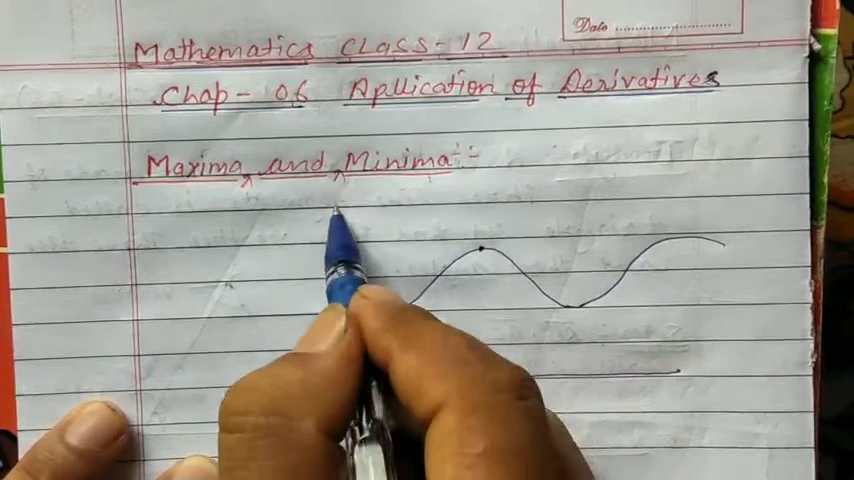 Date ....................
Mathematics Class - 12
Chap - 06 Application of Derivatives
Maxima and Minima :-